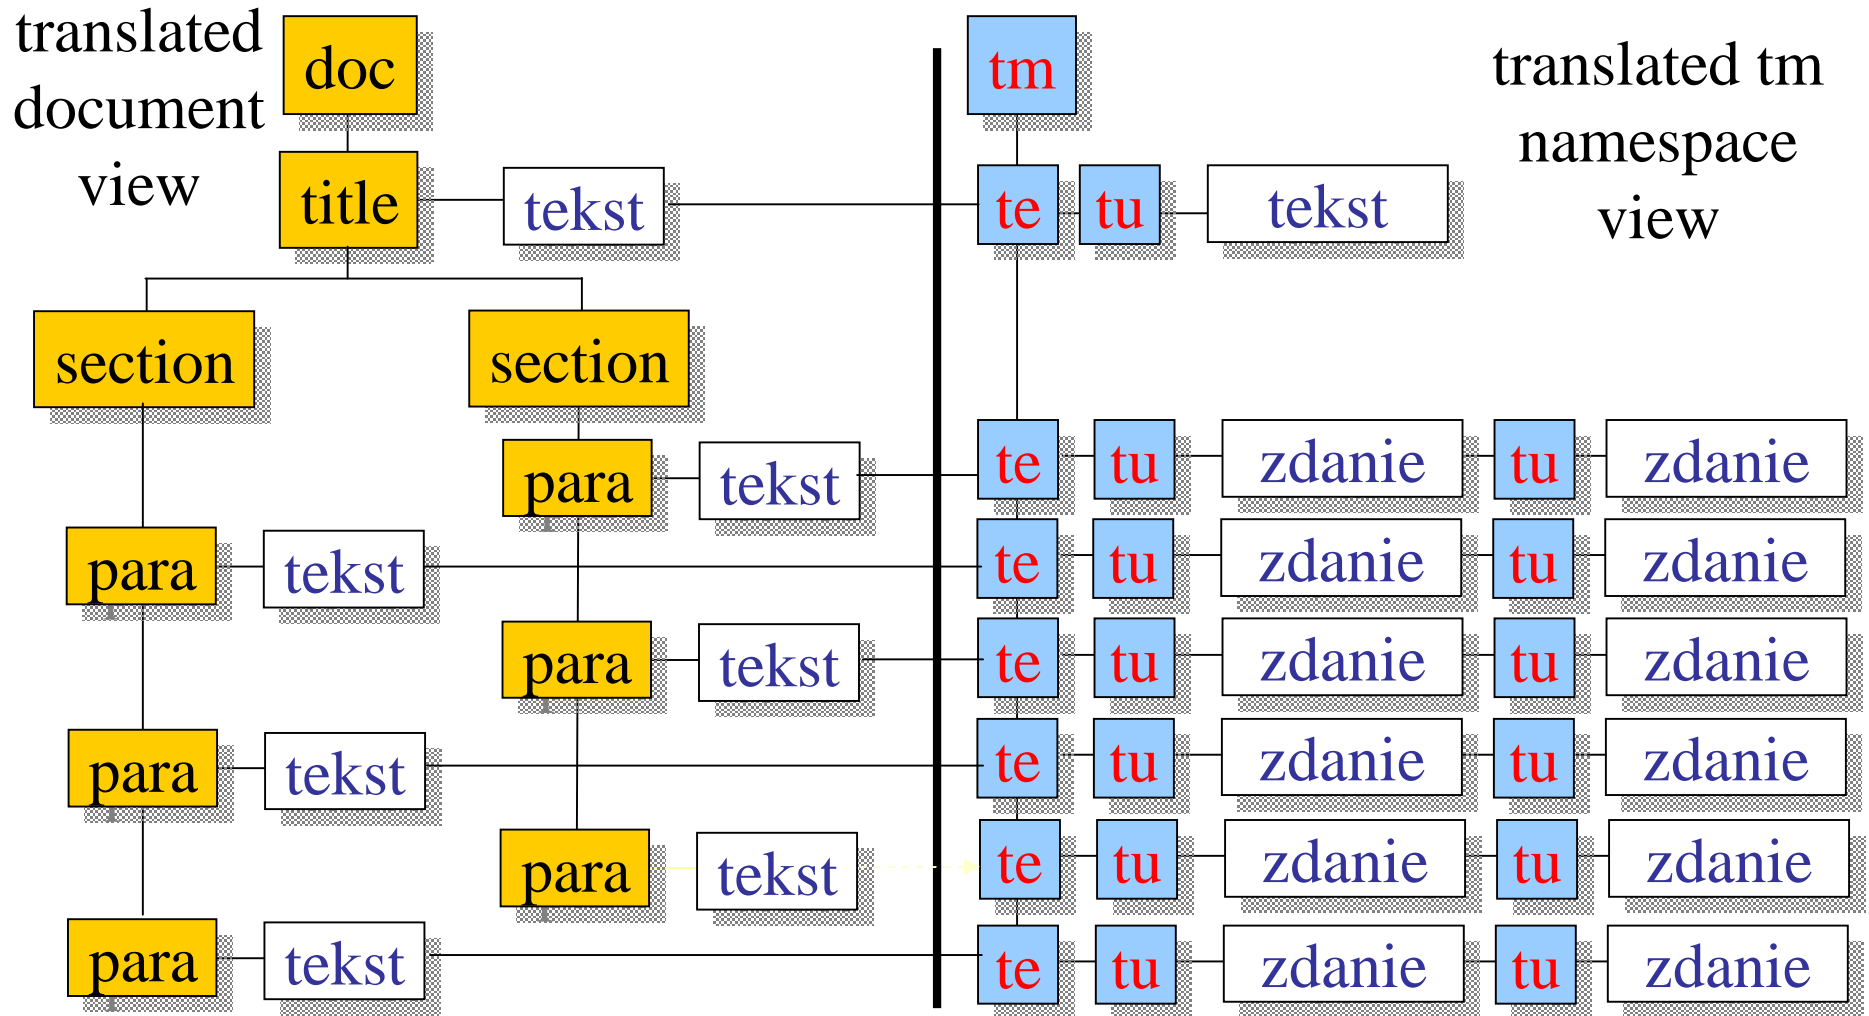 translated
document
view
doc
title
tekst
section
section
para
tekst
para
tekst
para
tekst
para
tekst
para
tekst
para
tekst
translated tm
namespace
view
tm
te tu tekst
te tu zdanie tu zdanie
te tu zdanie tu zdanie
te tu zdanie tu zdanie
te tu zdanie tu zdanie
te tu zdanie tu zdanie
te tu zdanie tu zdanie